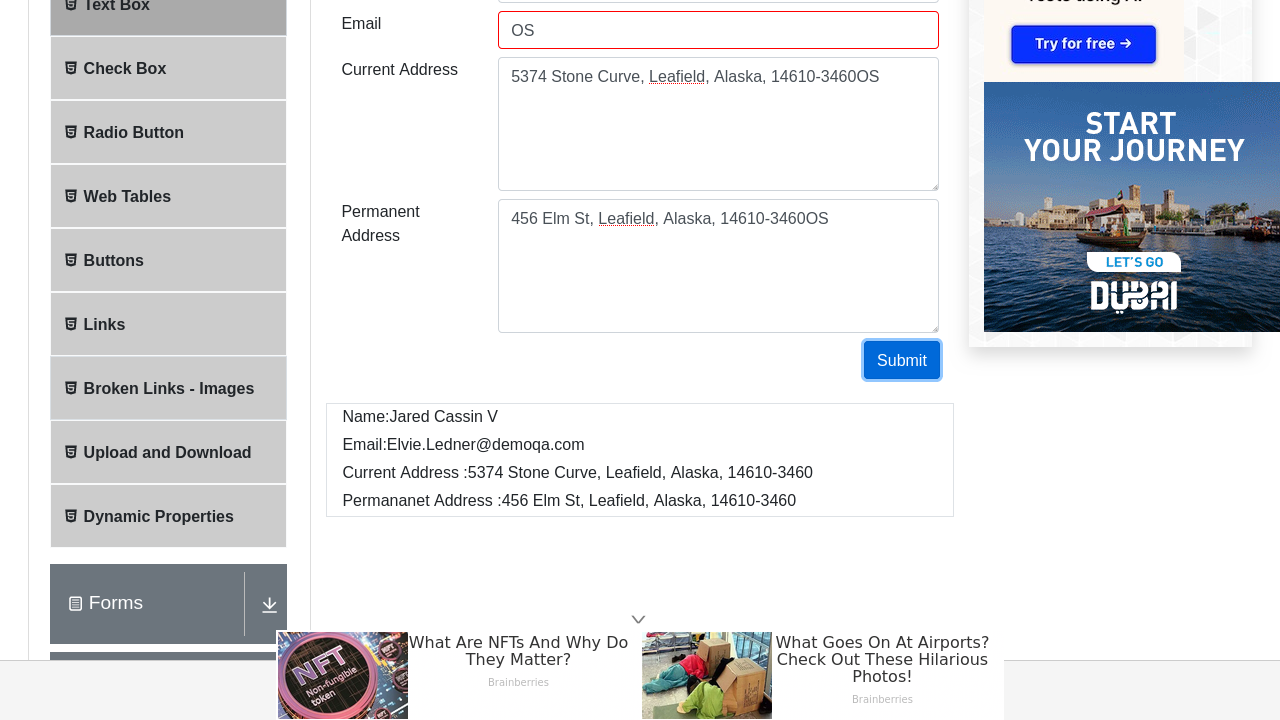 Text Box
Check Box
Radio Button
Web Tables
Buttons
Links
Broken Links - Images
Upload and Download
Dynamic Properties
Forms
Email
OS
Current Address
5374 Stone Curve, Leafield, Alaska, 14610-3460OS
Permanent
Address
456 Elm St, Leafield, Alaska, 14610-3460OS
Submit
Name:Jared Cassin V
Email:Elvie.Ledner@demoqa.com
Current Address :5374 Stone Curve, Leafield, Alaska, 14610-3460
Permananet Address :456 Elm St, Leafield, Alaska, 14610-3460
Try for free →
START
YOUR JOURNEY
LET'S GO
DUBAI
NFT
Non-fungible
token
What Are NFTs And Why Do
They Matter?
Brainberries
What Goes On At Airports?
Check Out These Hilarious
Photos!
Brainberries